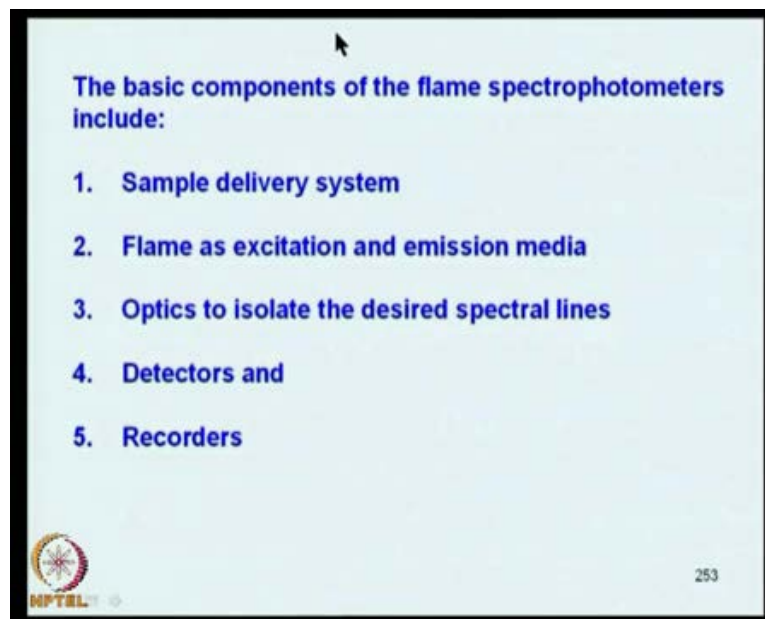 The basic components of the flame spectrophotometers
include:
1. Sample delivery system
2. Flame as excitation and emission media
3. Optics to isolate the desired spectral lines
4. Detectors and
5. Recorders
253
NPTEL